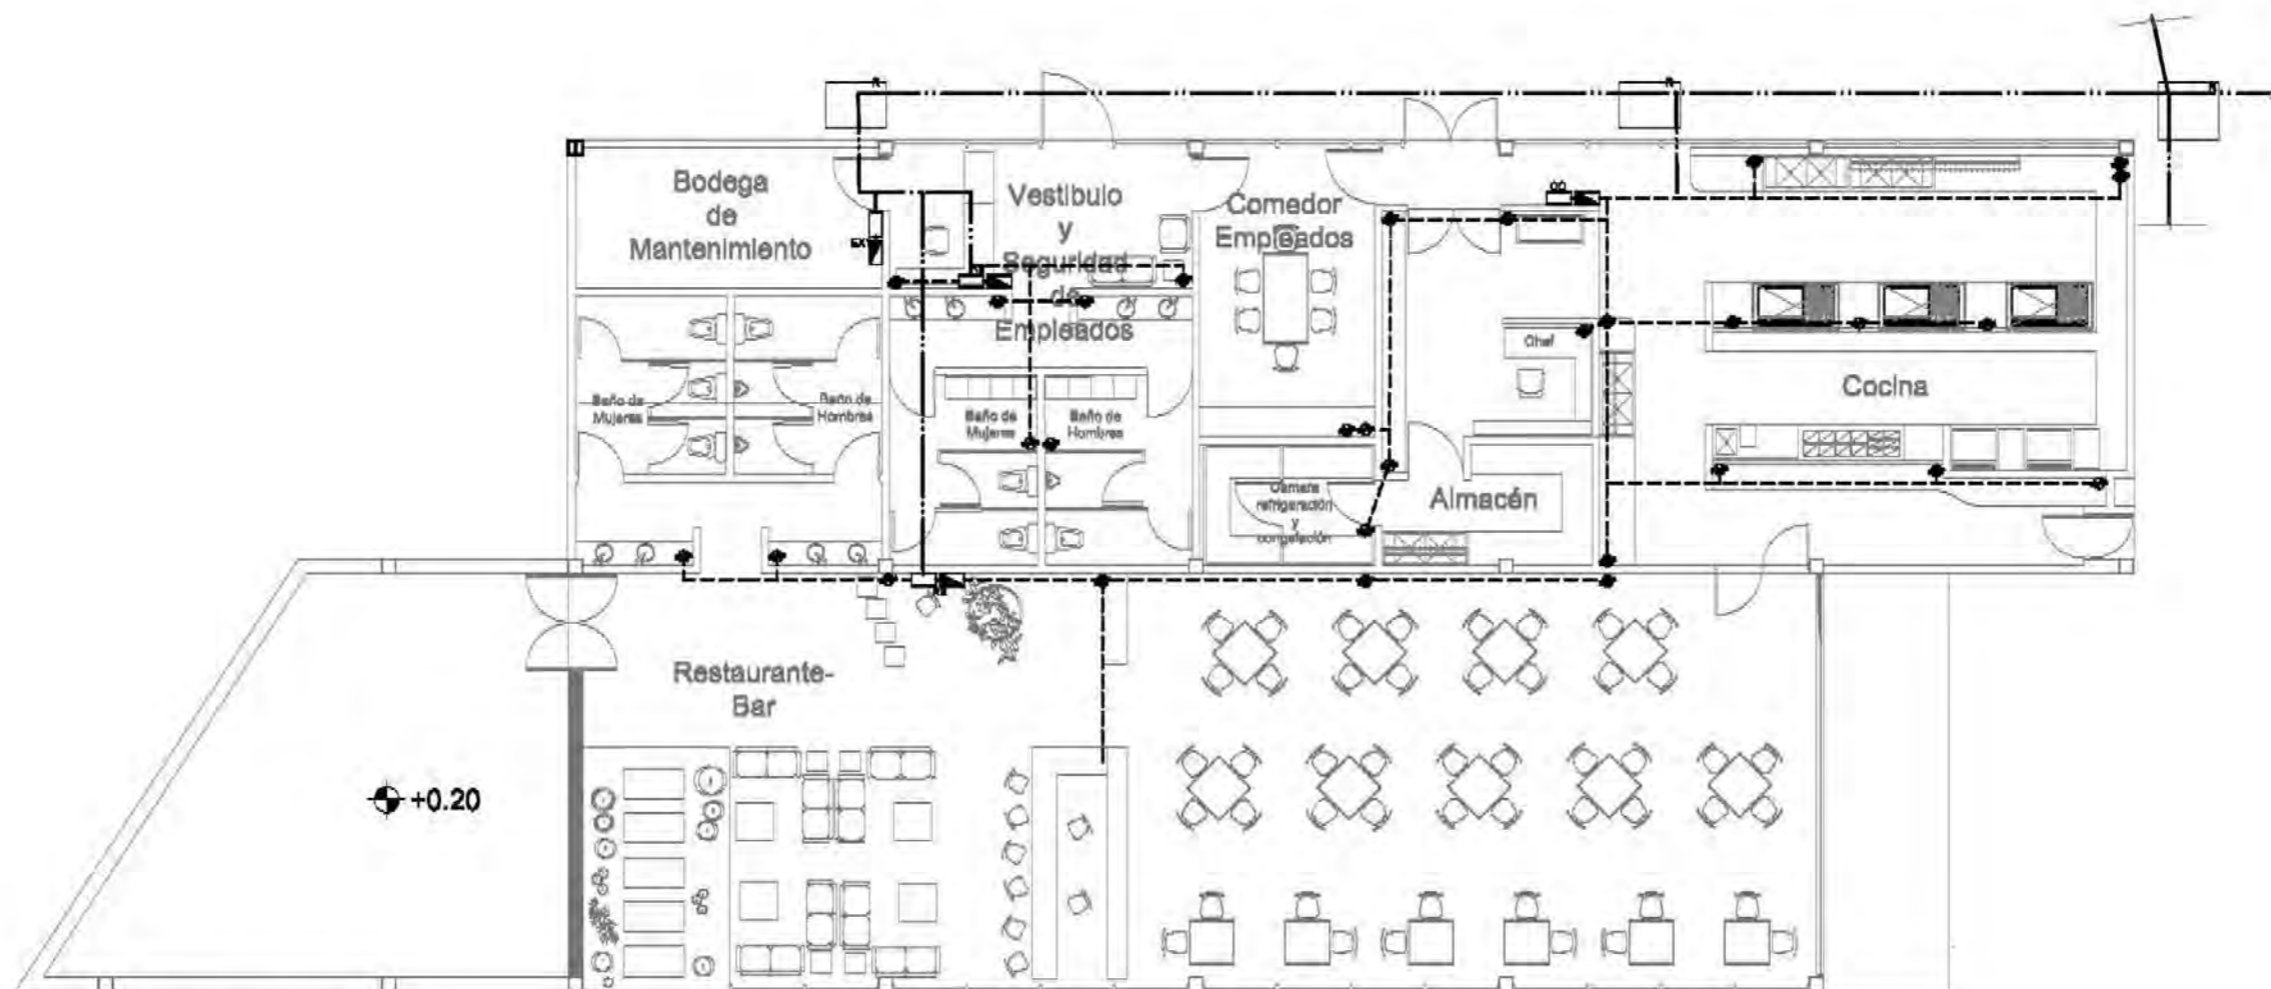 Bodega
de
Mantenimiento
Vestibulo
y
Seguridad
de
Empleados
Comedor
Empleados
Chef
Cocina
Baño de
Mujeres
Baño de
Hombres
Baño de
Mujeres
Baño de
Hombres
Camara
refrigeración
y
congelación
Almacén
Restaurante-
Bar
+0.20